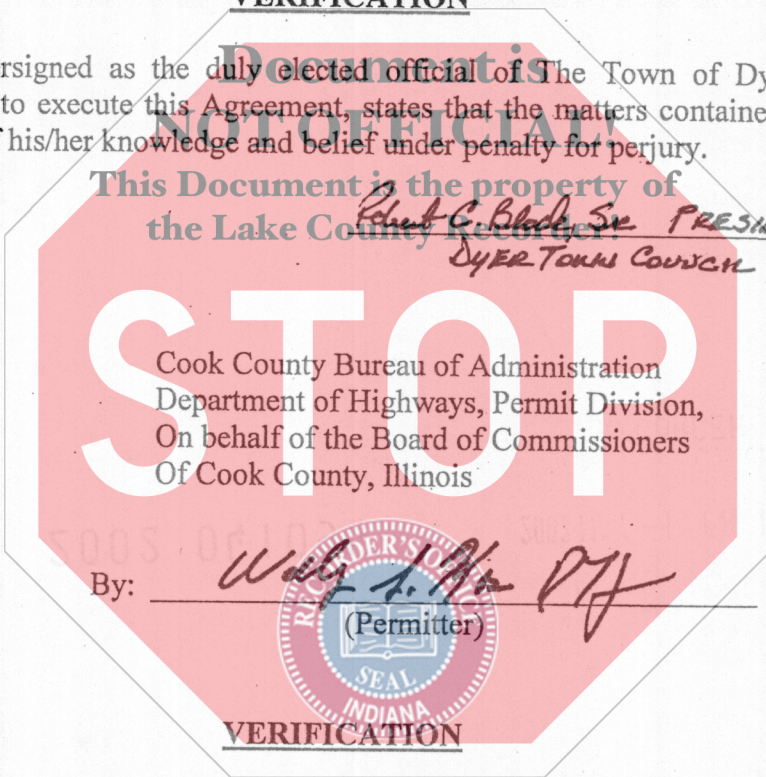 VERIFICATION
Document is
rsigned as the duly elected official of The Town of Dy
to execute this Agreement, states that the matters containe
NOT OFFICIAL!
his/her knowledge and belief under penalty for perjury.
This Document is the property of
the Lake County Recorder!
Robert C. Blade, Sr. PRESI
DYER TOWN COUNCIL
STOP
Cook County Bureau of Administration
Department of Highways, Permit Division,
On behalf of the Board of Commissioners
Of Cook County, Illinois
By:
(Permitter)
RECORDER'S OFFICE
SEAL
INDIANA
VERIFICATION